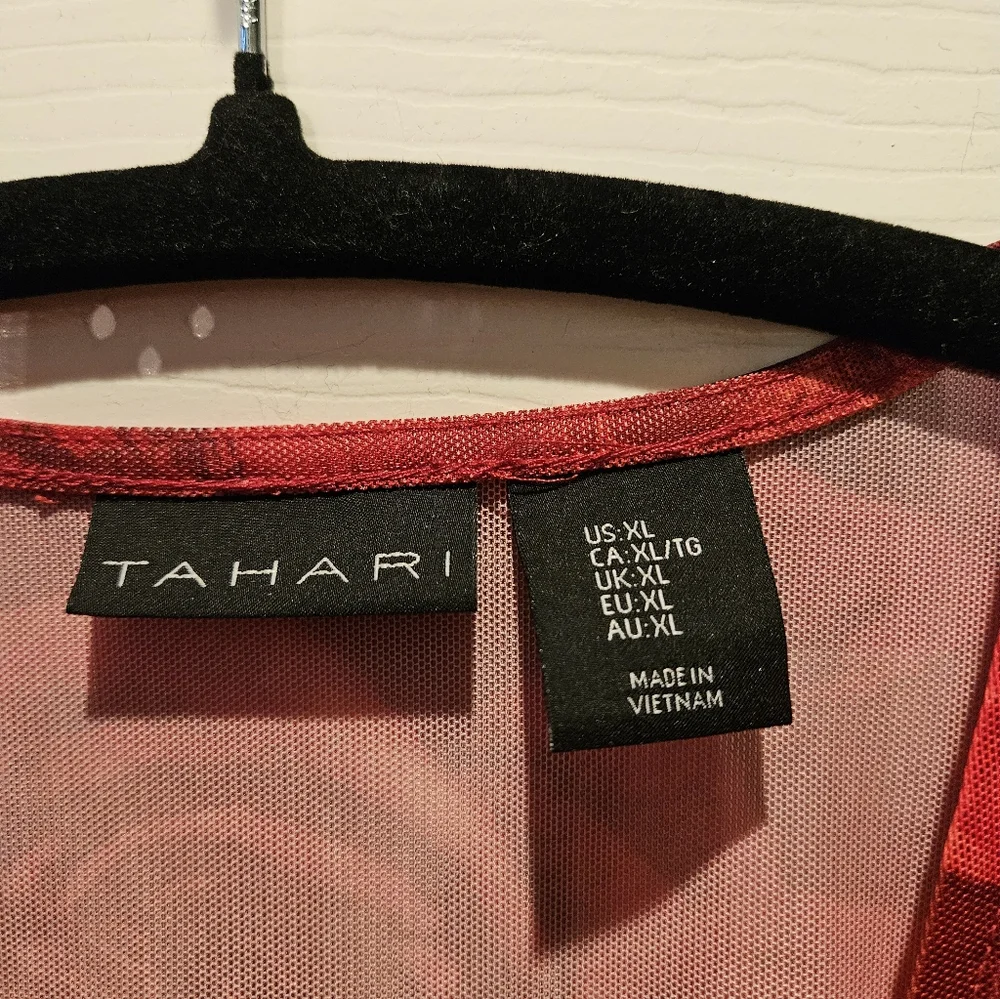 TAHARI
US:XL
CA:XL/TG
UK:XL
EU:XL
AU:XL
MADE IN
VIETNAM